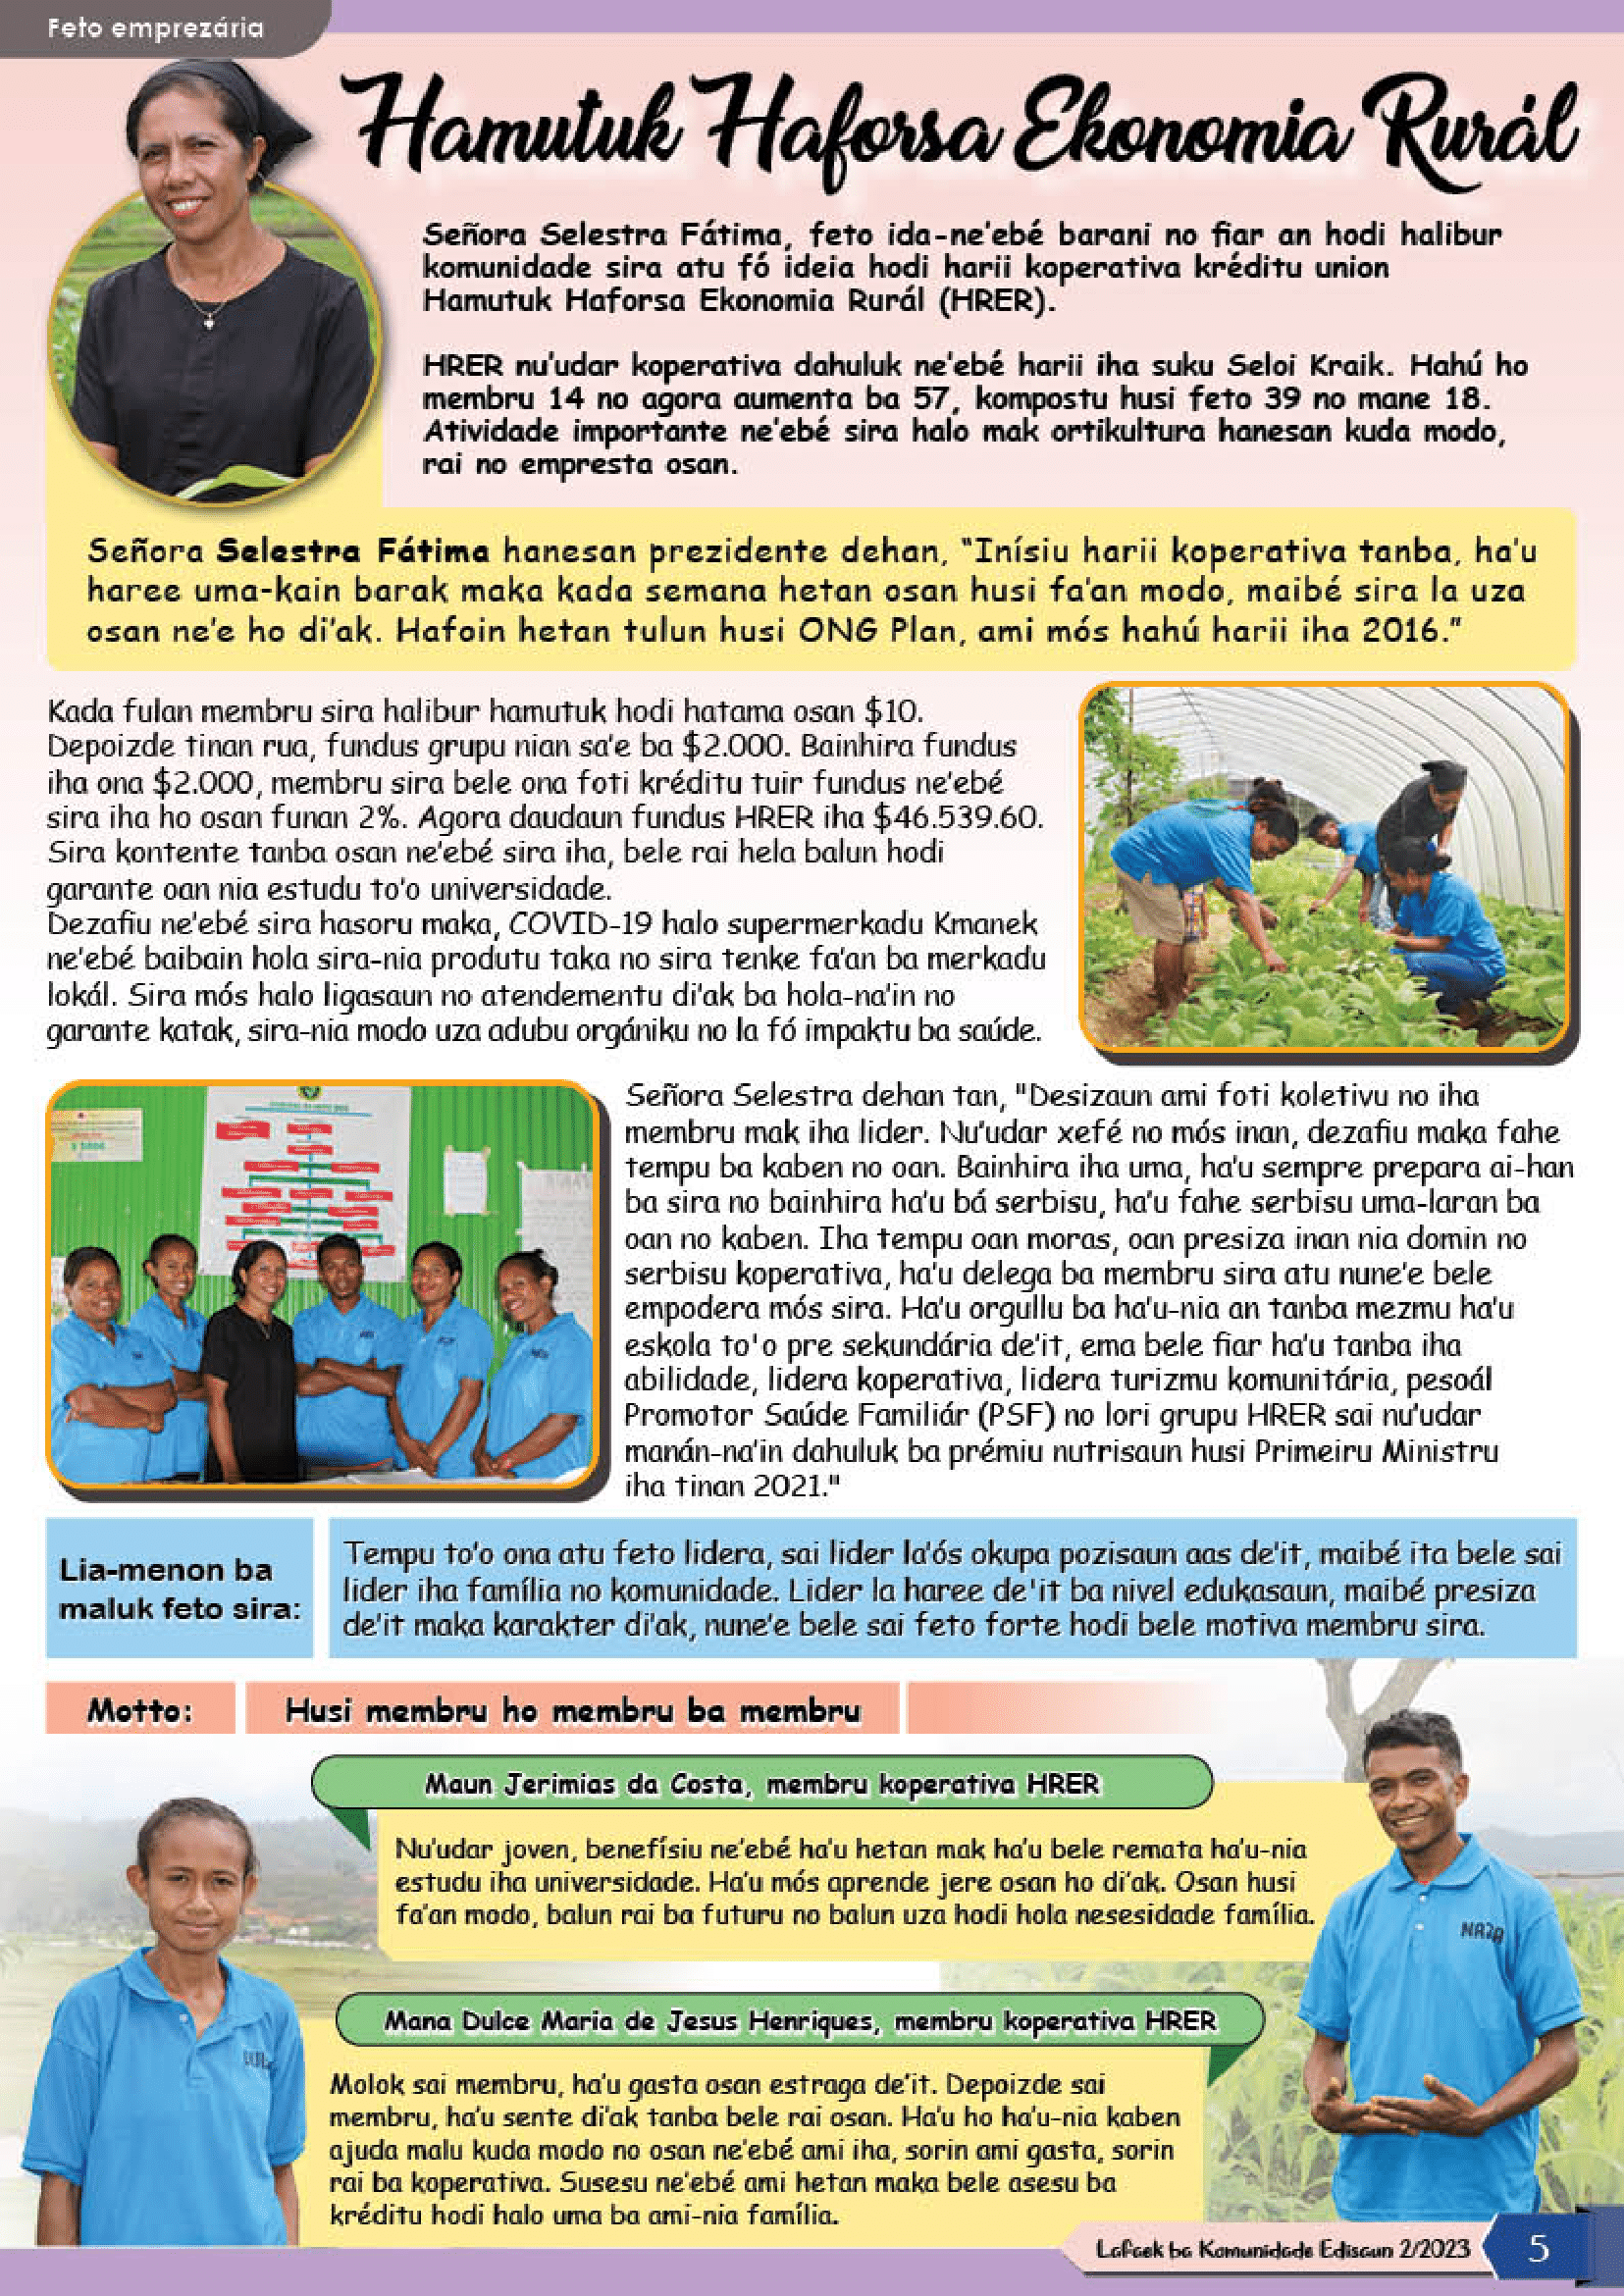 Feto emprezária
Hamutuk Haforsa Ekonomia Rurál
Señora Selestra Fátima, feto ida-ne'ebé barani no fiar an hodi halibur
komunidade sira atu fó ideia hodi harii koperativa kréditu union
Hamutuk Haforsa Ekonomia Rurál (HRER).
HRER nu'udar koperativa dahuluk ne'ebé harii iha suku Seloi Kraik. Hahú ho
membru 14 no agora aumenta ba 57, kompostu husi feto 39 no mane 18.
Atividade importante ne'ebé sira halo mak ortikultura hanesan kuda modo,
rai no empresta osan.
Señora Selestra Fátima hanesan prezidente dehan, "Inísiu harii koperativa tanba, ha'u
haree uma-kain barak maka kada semana hetan osan husi fa'an modo, maibé sira la uza
osan ne'e ho di'ak. Hafoin hetan tulun husi ONG Plan, ami mós hahú harii iha 2016."
Kada fulan membru sira halibur hamutuk hodi hatama osan $10.
Depoizde tinan rua, fundus grupu nian sa'e ba $2.000. Bainhira fundus
iha ona $2.000, membru sira bele ona foti kréditu tuir fundus ne'ebé
sira iha ho osan funan 2%. Agora daudaun fundus HRER iha $46.539.60.
Sira kontente tanba osan ne'ebé sira iha, bele rai hela balun hodi
garante oan nia estudu to'o universidade.
Dezafiu ne'ebé sira hasoru maka, COVID-19 halo supermerkadu Kmanek
ne'ebé baibain hola sira-nia produtu taka no sira tenke fa'an ba merkadu
lokál. Sira mós halo ligasaun no atendementu di'ak ba hola-na'in no
garante katak, sira-nia modo uza adubu orgániku no la fó impaktu ba saúde.
Señora Selestra dehan tan, "Desizaun ami foti koletivu no iha
membru mak iha lider. Nu'udar xefé no mós inan, dezafiu maka fahe
tempu ba kaben no oan. Bainhira iha uma, ha'u sempre prepara ai-han
ba sira no bainhira ha'u bá serbisu, ha'u fahe serbisu uma-laran ba
oan no kaben. Iha tempu oan moras, oan presiza inan nia domin no
serbisu koperativa, ha'u delega ba membru sira atu nune'e bele
empodera mós sira. Ha'u orgullu ba ha'u-nia an tanba mezmu ha'u
eskola to'o pre sekundária de'it, ema bele fiar ha'u tanba iha
abilidade, lidera koperativa, lidera turizmu komunitária, pesoál
Promotor Saúde Familiár (PSF) no lori grupu HRER sai nu'udar
manán-na'in dahuluk ba prémiu nutrisaun husi Primeiru Ministru
iha tinan 2021."
Lia-menon ba
maluk feto sira:
Tempu to'o ona atu feto lidera, sai lider la'ós okupa pozisaun aas de'it, maibé ita bele sai
lider iha família no komunidade. Lider la haree de'it ba nivel edukasaun, maibé presiza
de'it maka karakter di'ak, nune'e bele sai feto forte hodi bele motiva membru sira.
Motto:
Husi membru ho membru ba membru
Maun Jerimias da Costa, membru koperativa HRER
Nu'udar joven, benefísiu ne'ebé ha'u hetan mak ha'u bele remata ha'u-nia
estudu iha universidade. Ha'u mós aprende jere osan ho di'ak. Osan husi
fa'an modo, balun rai ba futuru no balun uza hodi hola nesesidade família.
Mana Dulce Maria de Jesus Henriques, membru koperativa HRER
Molok sai membru, ha'u gasta osan estraga de'it. Depoizde sai
membru, ha'u sente di'ak tanba bele rai osan. Ha'u ho ha'u-nia kaben
ajuda malu kuda modo no osan ne'ebé ami iha, sorin ami gasta, sorin
rai ba koperativa. Susesu ne'ebé ami hetan maka bele asesu ba
kréditu hodi halo uma ba ami-nia família.
Lafaek ba Komunidade Edisaun 2/2023
5